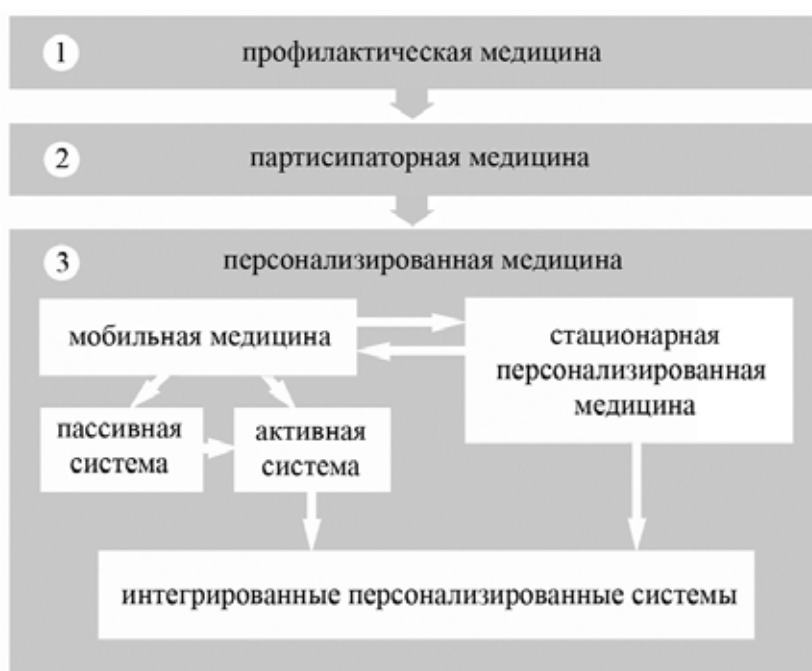 1 профилактическая медицина
2 партисипаторная медицина
3 персонализированная медицина
мобильная медицина
стационарная
персонализированная
медицина
пассивная
система
активная
система
интегрированные персонализированные системы